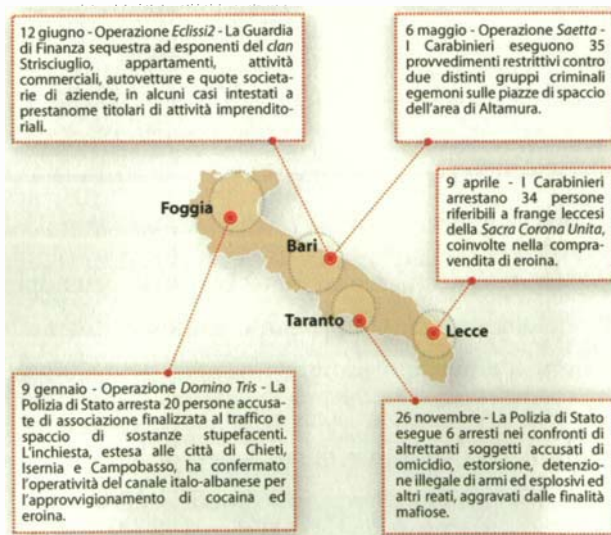 12 giugno - Operazione Eclissi2 - La Guardia
di Finanza sequestra ad esponenti del clan
Strisciuglio, appartamenti, attività
commerciali, autovetture e quote societa-
rie di aziende, in alcuni casi intestati a
prestanome titolari di attività imprendito-
riali.
6 maggio - Operazione Saetta -
I Carabinieri eseguono 35
provvedimenti restrittivi contro
due distinti gruppi criminali
egemoni sulle piazze di spaccio
dell'area di Altamura.
9 aprile - I Carabinieri
arrestano 34 persone
riferibili a frange leccesi
della Sacra Corona Unita,
coinvolte nella compra-
vendita di eroina.
Foggia
Bari
Taranto
Lecce
9 gennaio - Operazione Domino Tris - La
Polizia di Stato arresta 20 persone accusa-
te di associazione finalizzata al traffico e
spaccio di sostanze stupefacenti.
L'inchiesta, estesa alle città di Chieti,
Isernia e Campobasso, ha confermato
l'operatività del canale italo-albanese per
l'approvvigionamento di cocaina ed
eroina.
26 novembre - La Polizia di Stato
esegue 6 arresti nei confronti di
altrettanti soggetti accusati di
omicidio, estorsione, detenzio-
ne illegale di armi ed esplosivi ed
altri reati, aggravati dalle finalità
mafiose.